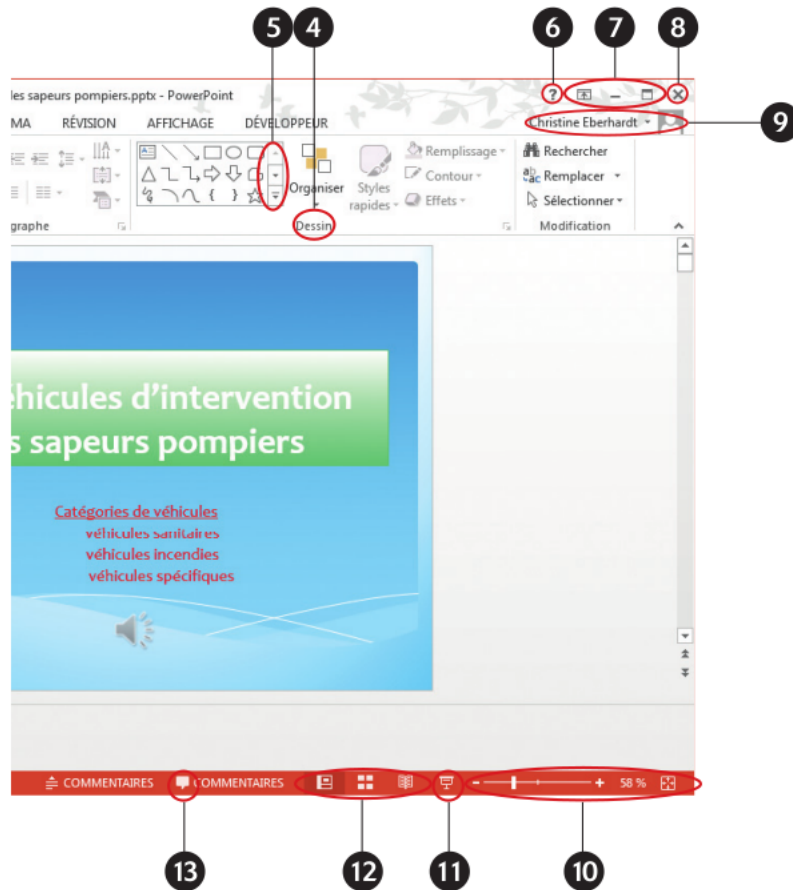 5 4 6 7 8
les sapeurs pompiers.pptx - PowerPoint ?
MA RÉVISION AFFICHAGE DÉVELOPPEUR Christine Eberhardt
9
Remplissage Rechercher
Contour Remplacer
Organiser Styles rapides Effets Sélectionner
graphe Dessin Modification
éhicules d'intervention
s sapeurs pompiers
Catégories de véhicules
véhicules sanitaires
véhicules incendies
véhicules spécifiques
COMMENTAIRES COMMENTAIRES - + 58 %
13 12 11 10